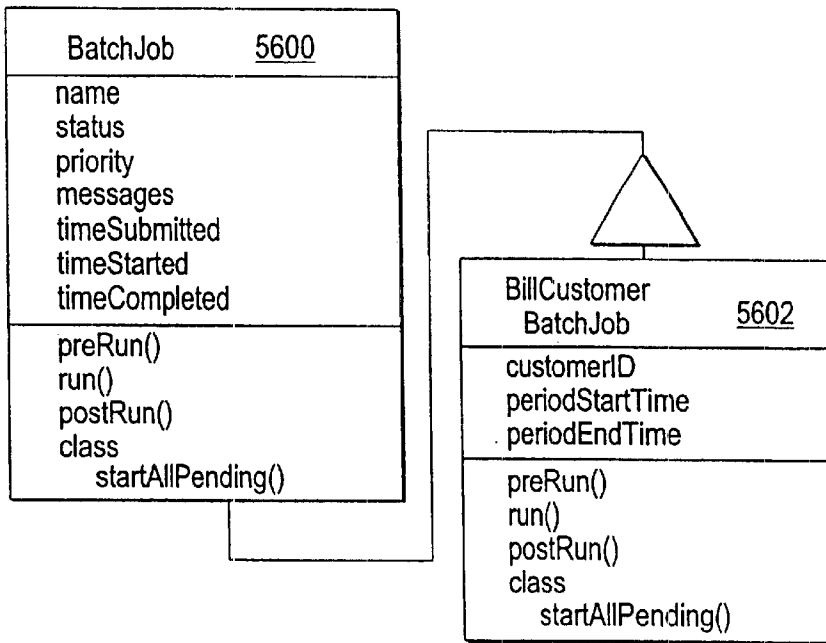 BatchJob 5600
name
status
priority
messages
timeSubmitted
timeStarted
timeCompleted
preRun()
run()
postRun()
class
startAllPending()
BillCustomer
BatchJob 5602
customerID
periodStartTime
periodEndTime
preRun()
run()
postRun()
class
startAllPending()